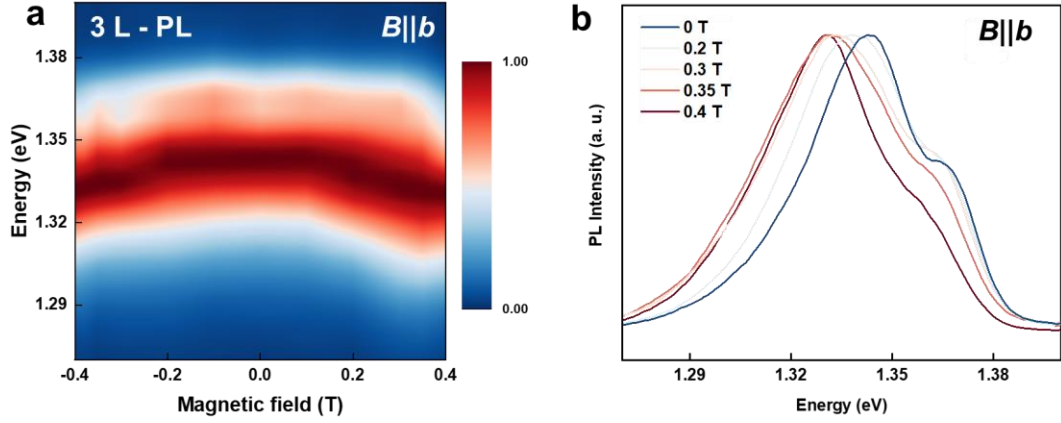 a
3 L - PL
B||b
Energy (eV)
1.38
1.35
1.32
1.29
-0.4
-0.2
0.0
0.2
0.4
Magnetic field (T)
1.00
0.00
b
B||b
0 T
0.2 T
0.3 T
0.35 T
0.4 T
PL Intensity (a. u.)
1.29
1.32
1.35
1.38
Energy (eV)